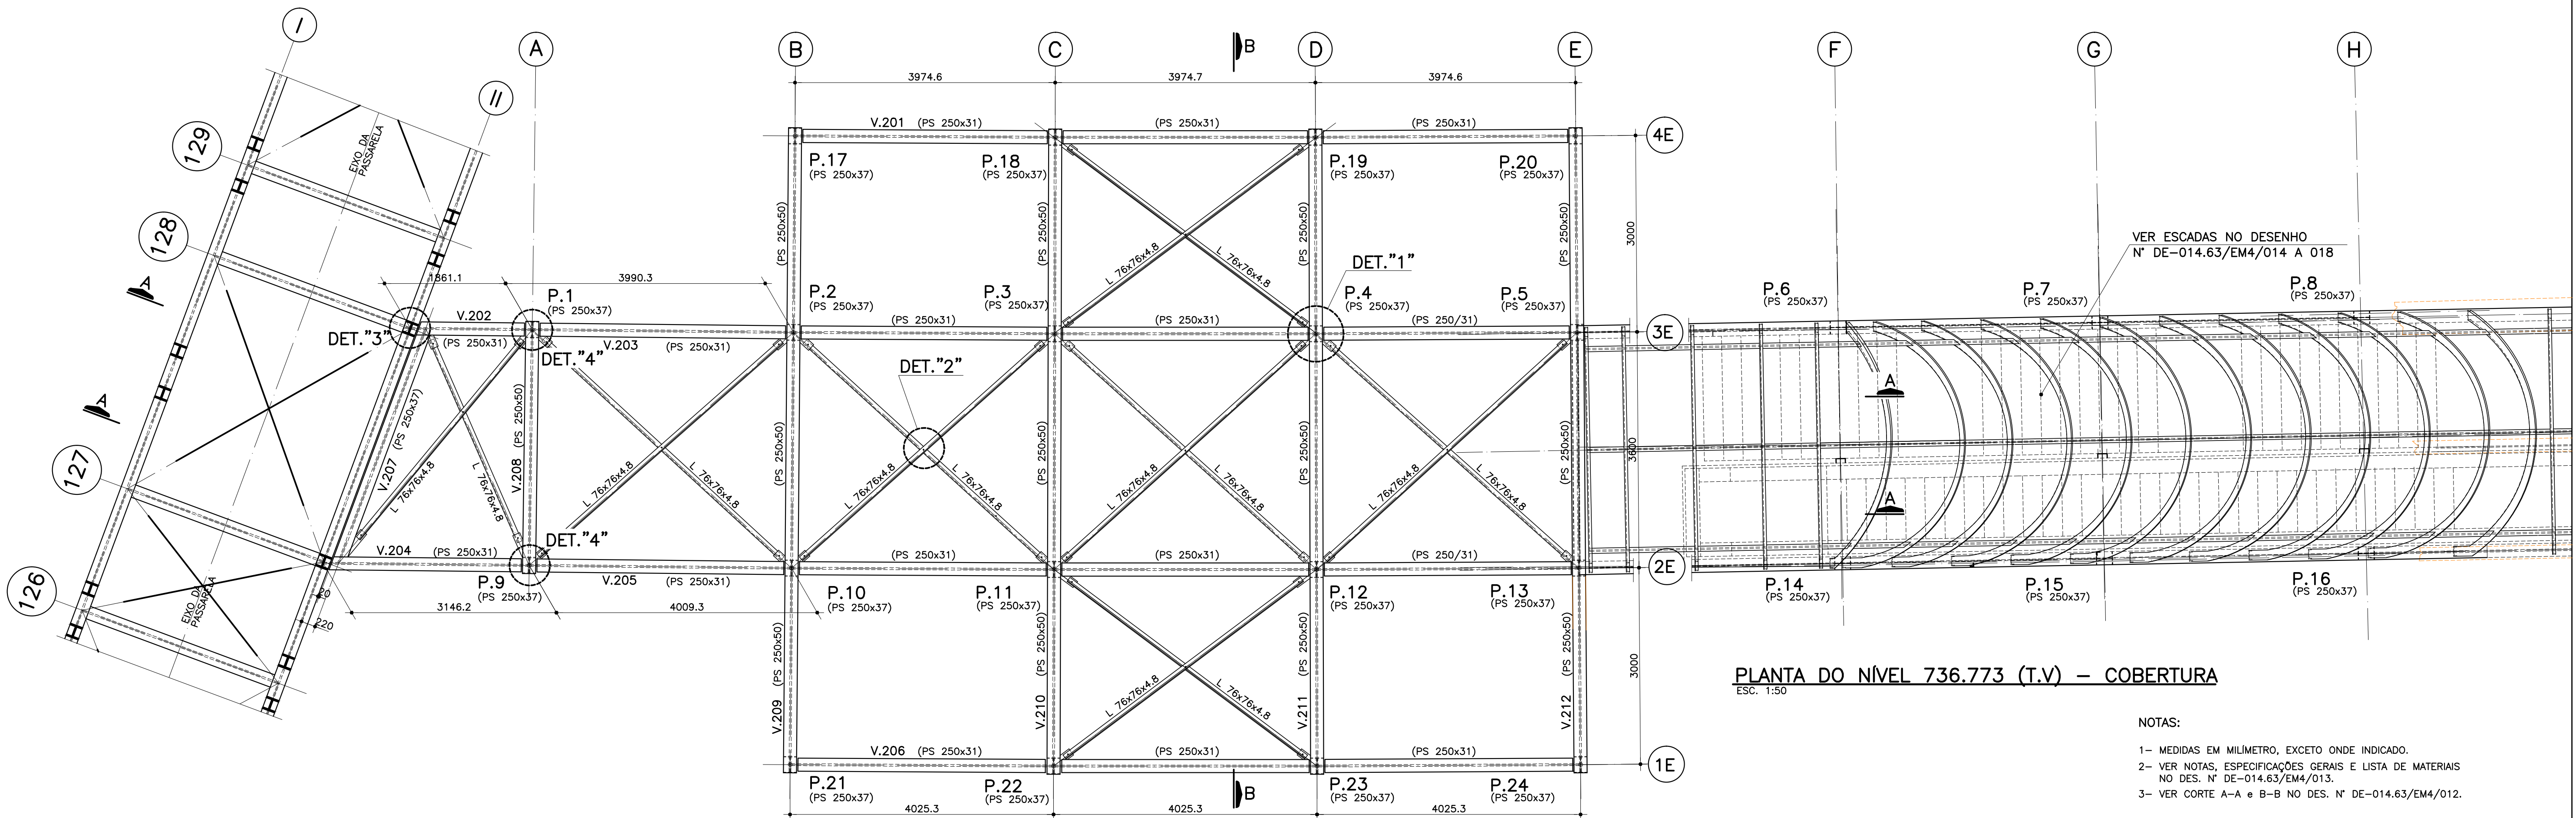 I
II
A
B
C
D
E
F
G
H
B
3974.6
3974.7
3974.6
129
128
127
126
EIXO DA
PASSARELA
V.201 (PS 250x31)
(PS 250x31)
(PS 250x31)
4E
P.17
(PS 250x37)
P.18
(PS 250x37)
P.19
(PS 250x37)
P.20
(PS 250x37)
(PS 250x50)
(PS 250x50)
(PS 250x50)
(PS 250x50)
3000
L 76x76x4.8
L 76x76x4.8
VER ESCADAS NO DESENHO
N° DE-014.63/EM4/014 A 018
DET."1"
A
A
1861.1
3990.3
P.1
(PS 250x37)
P.2
(PS 250x37)
P.3
(PS 250x37)
P.4
(PS 250x37)
P.5
(PS 250x37)
P.6
(PS 250x37)
P.7
(PS 250x37)
P.8
(PS 250x37)
V.202
(PS 250x31)
DET."3"
V.203 (PS 250x31)
(PS 250x31)
(PS 250x31)
(PS 250/31)
3E
DET."4"
DET."2"
V.207 (PS 250x37)
L 76x76x4.8
L 76x76x4.8
V.208 (PS 250x50)
L 76x76x4.8
L 76x76x4.8
(PS 250x50)
L 76x76x4.8
L 76x76x4.8
(PS 250x50)
L 76x76x4.8
L 76x76x4.8
(PS 250x50)
L 76x76x4.8
L 76x76x4.8
(PS 250x50)
3600
A
A
DET."4"
V.204 (PS 250x31)
V.205 (PS 250x31)
(PS 250x31)
(PS 250x31)
(PS 250/31)
2E
P.9
(PS 250x37)
P.10
(PS 250x37)
P.11
(PS 250x37)
P.12
(PS 250x37)
P.13
(PS 250x37)
P.14
(PS 250x37)
P.15
(PS 250x37)
P.16
(PS 250x37)
EIXO DA
PASSARELA
20
220
3146.2
4009.3
V.209 (PS 250x50)
V.210 (PS 250x50)
V.211 (PS 250x50)
V.212 (PS 250x50)
L 76x76x4.8
L 76x76x4.8
3000
V.206 (PS 250x31)
(PS 250x31)
(PS 250x31)
1E
P.21
(PS 250x37)
P.22
(PS 250x37)
P.23
(PS 250x37)
P.24
(PS 250x37)
B
4025.3
4025.3
4025.3
PLANTA DO NÍVEL 736.773 (T.V) – COBERTURA
ESC. 1:50
NOTAS:
1– MEDIDAS EM MILÍMETRO, EXCETO ONDE INDICADO.
2– VER NOTAS, ESPECIFICAÇÕES GERAIS E LISTA DE MATERIAIS
NO DES. N° DE-014.63/EM4/013.
3– VER CORTE A-A e B-B NO DES. N° DE-014.63/EM4/012.